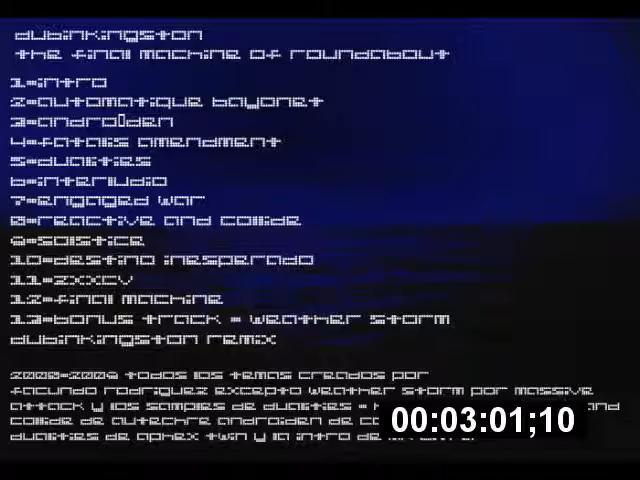 dubinkingston
the final machine of roundabout
1=intro
2=automatique bayonet
3=andro▯den
4=fatais amendment
5=dualities
6=interludio
7=engaged war
8=reactive and collide
9=solstice
10=destino inesperado
11=zxxcv
12=final machine
13=bonus track = weather storm
dubinkingston remix
2008=2009 todos los temas creados por
facundo rodriguez excepto weather storm por massive
attack y los samples de dualities = and
collide de autechre androiden de
dualities de aphex twin y la intro de
00:03:01;10